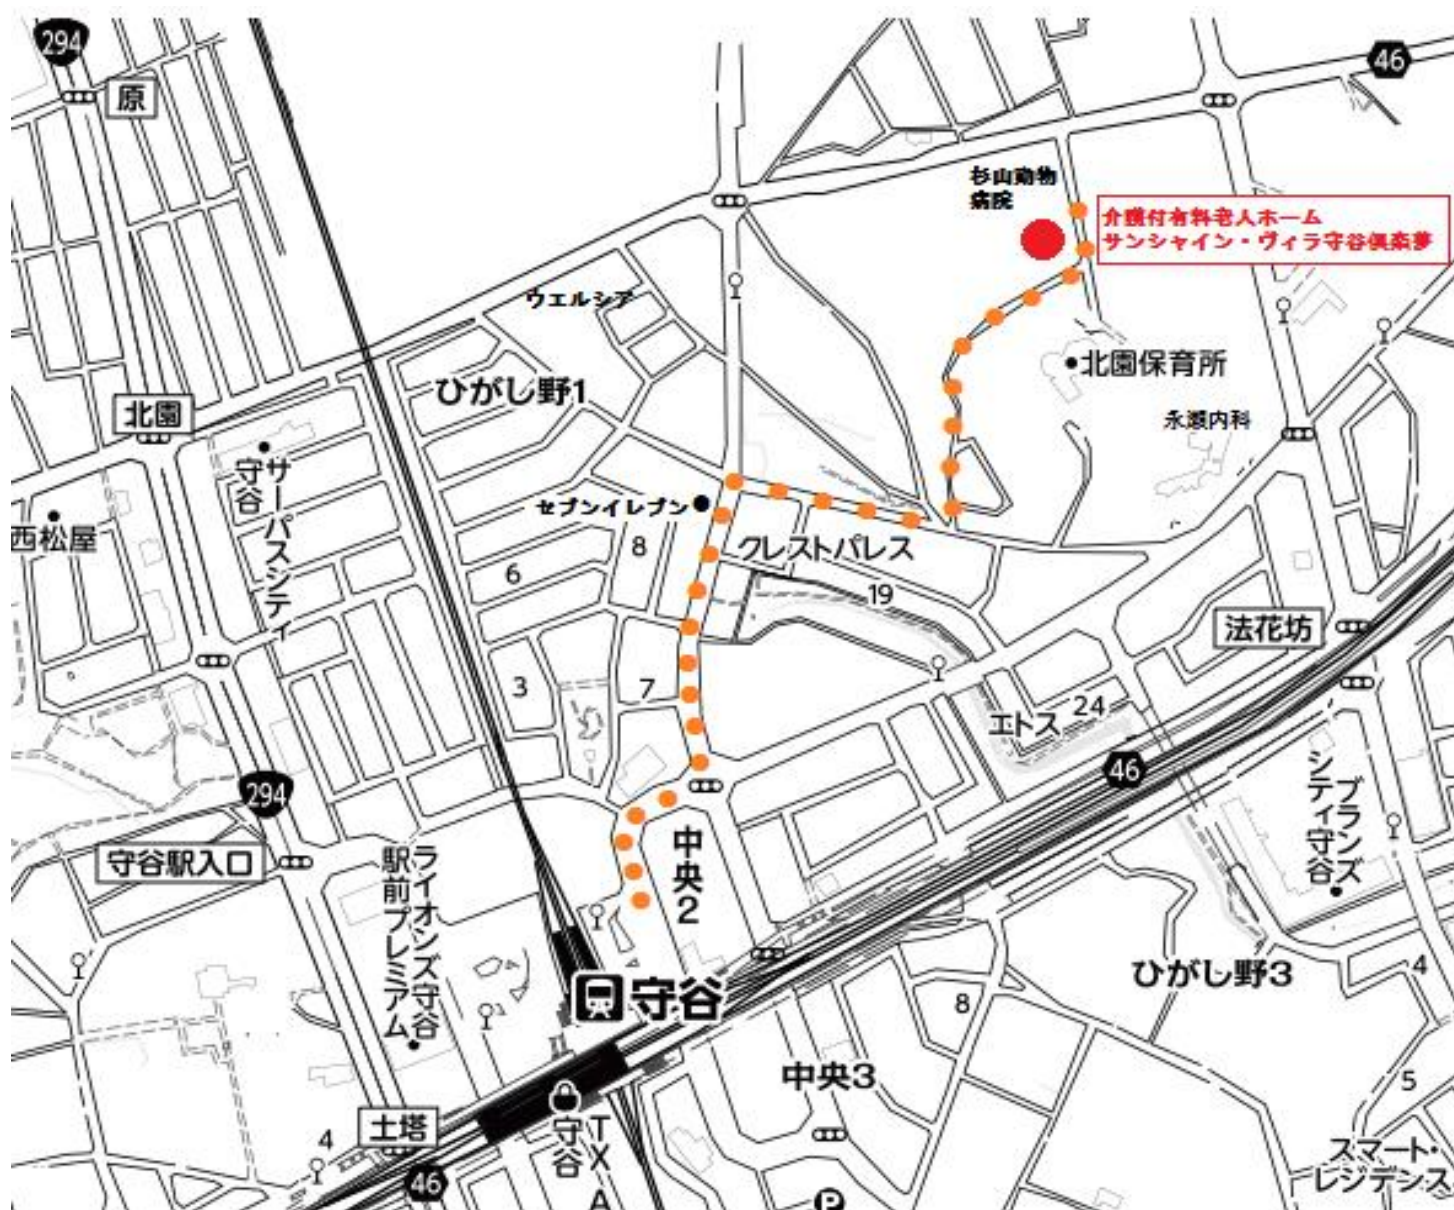 294
原
46
杉山動物
病院
介護付有料老人ホーム
サンシャイン・ヴィラ守谷倶楽夢
ウエルシア
北園保育所
ひがし野1
北園
永瀬内科
サーパスシティ
守谷
西松屋
セブンイレブン
クレストパレス
8
6
19
法花坊
3
7
エトス
24
46
294
ブランズ
シティ守谷
守谷駅入口
ライオンズ守谷
駅前プレミアム
中央2
守谷
ひがし野3
4
8
中央3
5
土塔
4
守谷
TX
A
46
P
スマート・
レジデンス